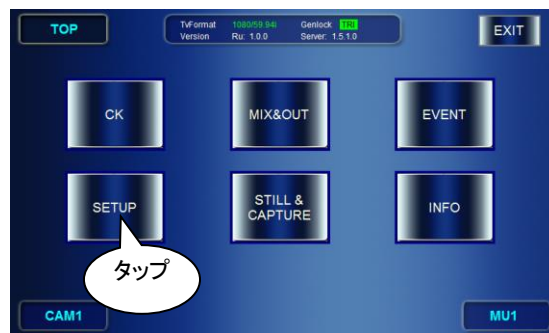 TOP
TvFormat 1080/59.94i Genlock TRI
Version Ru: 1.0.0 Server: 1.5.1.0
EXIT
CK
MIX&OUT
EVENT
SETUP
STILL &
CAPTURE
INFO
タップ
CAM1
MU1